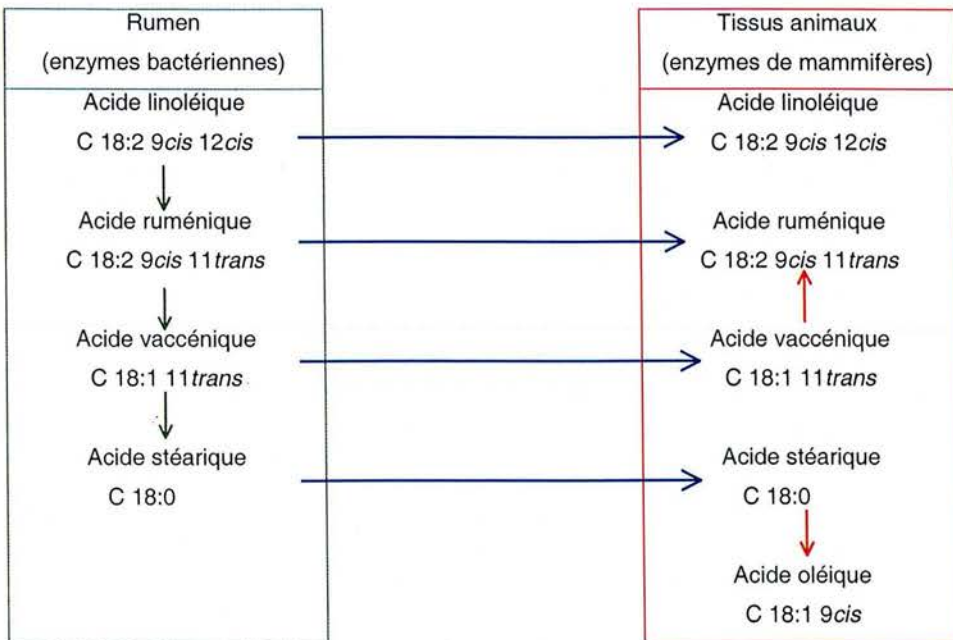 Rumen
(enzymes bactériennes)
Acide linoléique
C 18:2 9cis 12cis
Acide ruménique
C 18:2 9cis 11trans
Acide vaccénique
C 18:1 11trans
Acide stéarique
C 18:0
Tissus animaux
(enzymes de mammifères)
Acide linoléique
C 18:2 9cis 12cis
Acide ruménique
C 18:2 9cis 11trans
Acide vaccénique
C 18:1 11trans
Acide stéarique
C 18:0
Acide oléique
C 18:1 9cis